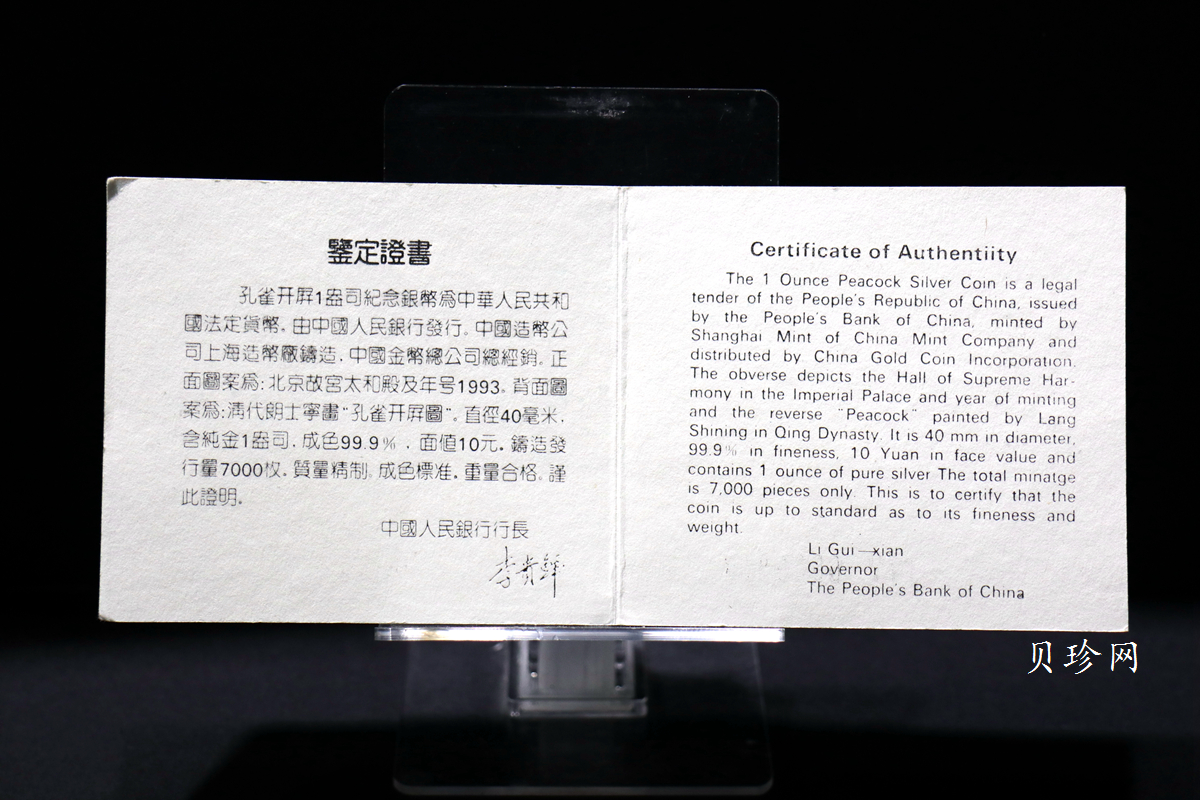 鑒定證書
孔雀开屏1盎司紀念銀幣爲中華人民共和
國法定貨幣。由中國人民銀行發行。中國造幣公
司上海造幣廠鑄造，中國金幣總公司總經銷。正
面圖案爲：北京故宮太和殿及年号1993。背面圖
案爲：清代朗士寧畫“孔雀开屏圖”。直徑40毫米，
含純金1盎司，成色99.9%，面値10元。鑄造發
行量7000枚。質量精制。成色標准。重量合格。謹
此證明。
中國人民銀行行長
李貴鮮
Certificate of Authentiity
The 1 Ounce Peacock Silver Coin is a legal
tender of the People's Republic of China, issued
by the People's Bank of China, minted by
Shanghai Mint of China Mint Company and
distributed by China Gold Coin Incorporation.
The obverse depicts the Hall of Supreme Har-
mony in the Imperial Palace and year of minting
and the reverse "Peacock" painted by Lang
Shining in Qing Dynasty. It is 40 mm in diameter,
99.9% in fineness, 10 Yuan in face value and
contains 1 ounce of pure silver The total minatge
is 7,000 pieces only. This is to certify that the
coin is up to standard as to its fineness and
weight.
Li Gui—xian
Governor
The People's Bank of China
贝珍网